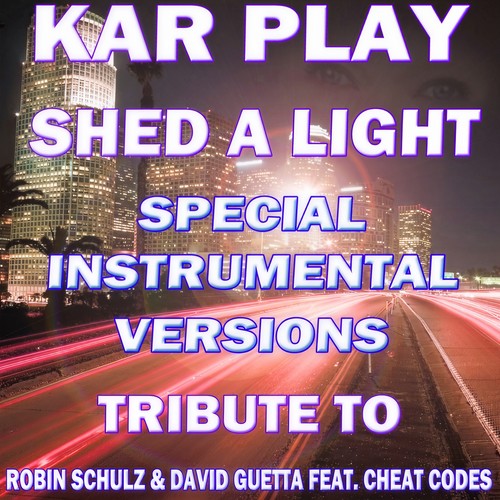 KAR PLAY
SHED A LIGHT
SPECIAL
INSTRUMENTAL
VERSIONS
TRIBUTE TO
ROBIN SCHULZ & DAVID GUETTA FEAT. CHEAT CODES